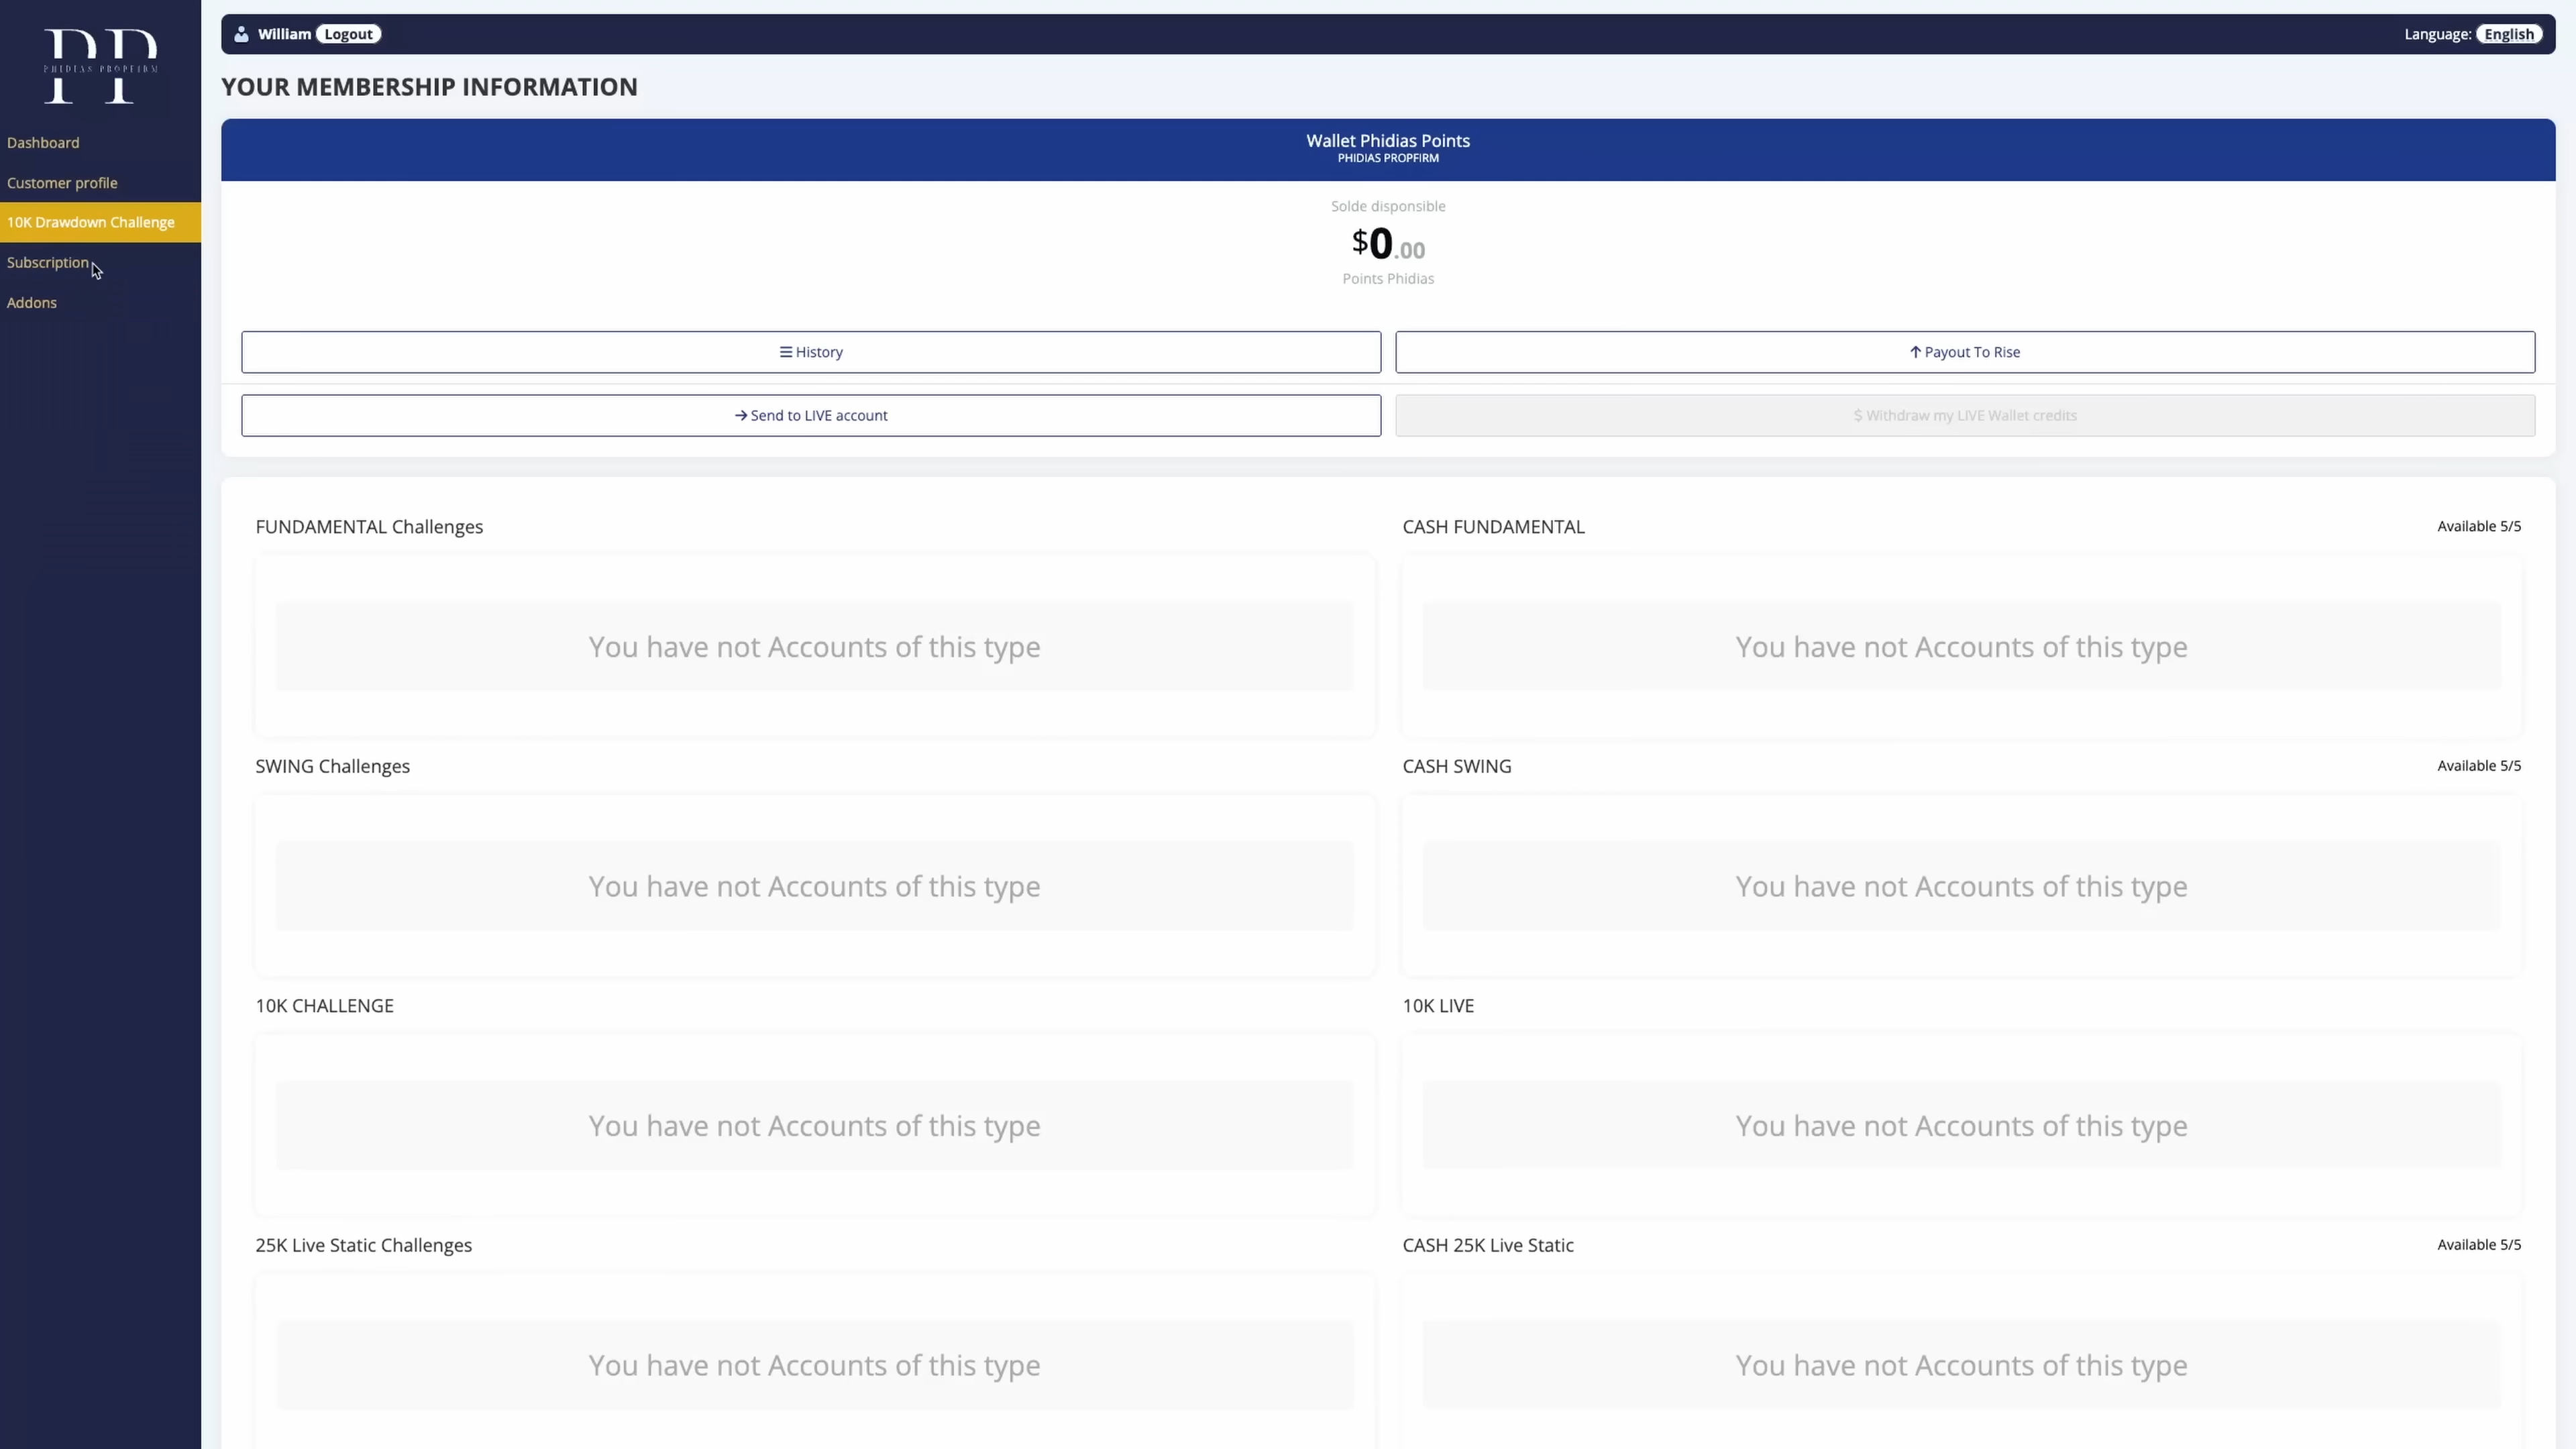 PP
PHIDIAS PROPFIRM
Dashboard
Customer profile
10K Drawdown Challenge
Subscription
Addons
William Logout
Language: English
YOUR MEMBERSHIP INFORMATION
Wallet Phidias Points
PHIDIAS PROPFIRM
Solde disponsible
$0.00
Points Phidias
History
Payout To Rise
Send to LIVE account
$ Withdraw my LIVE Wallet credits
FUNDAMENTAL Challenges
You have not Accounts of this type
CASH FUNDAMENTAL
Available 5/5
You have not Accounts of this type
SWING Challenges
You have not Accounts of this type
CASH SWING
Available 5/5
You have not Accounts of this type
10K CHALLENGE
You have not Accounts of this type
10K LIVE
You have not Accounts of this type
25K Live Static Challenges
You have not Accounts of this type
CASH 25K Live Static
Available 5/5
You have not Accounts of this type